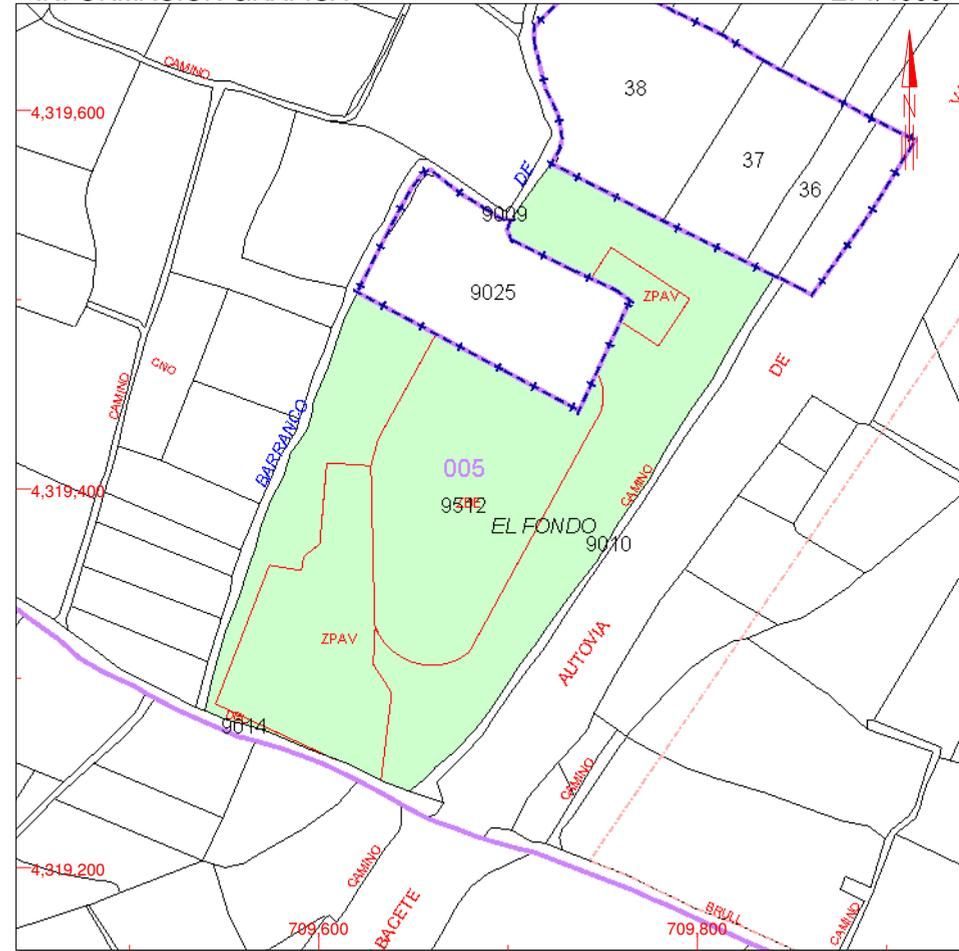 CAMINO
38
4,319,600
N
37
DE
36
9009
9025
ZPAV
DE
CNO
CAMINO
BARRANCO
005
9512
CAMINO
4,319,400
EL FONDO
9010
ZPAV
AUTOVIA
9014
CAMINO
4,319,200
CAMINO
BACETE
BRULL
CAMINO
709,600
709,800